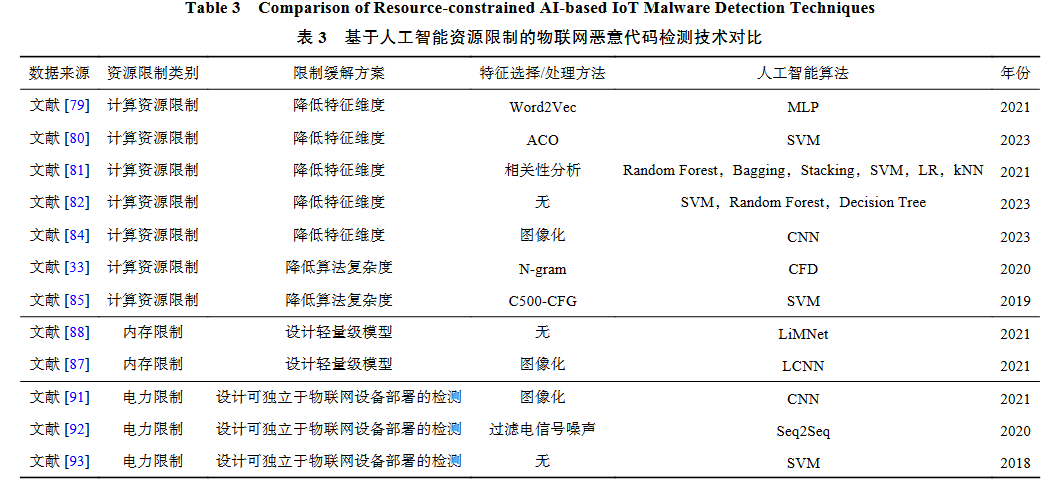 Table 3 Comparison of Resource-constrained AI-based IoT Malware Detection Techniques
表 3 基于人工智能资源限制的物联网恶意代码检测技术对比
数据来源 资源限制类别 限制缓解方案 特征选择/处理方法 人工智能算法 年份
文献 [79] 计算资源限制 降低特征维度 Word2Vec MLP 2021
文献 [80] 计算资源限制 降低特征维度 ACO SVM 2023
文献 [81] 计算资源限制 降低特征维度 相关性分析 Random Forest，Bagging，Stacking，SVM，LR，kNN 2021
文献 [82] 计算资源限制 降低特征维度 无 SVM，Random Forest，Decision Tree 2023
文献 [84] 计算资源限制 降低特征维度 图像化 CNN 2023
文献 [33] 计算资源限制 降低算法复杂度 N-gram CFD 2020
文献 [85] 计算资源限制 降低算法复杂度 C500-CFG SVM 2019
文献 [88] 内存限制 设计轻量级模型 无 LiMNet 2021
文献 [87] 内存限制 设计轻量级模型 图像化 LCNN 2021
文献 [91] 电力限制 设计可独立于物联网设备部署的检测 图像化 CNN 2021
文献 [92] 电力限制 设计可独立于物联网设备部署的检测 过滤电信号噪声 Seq2Seq 2020
文献 [93] 电力限制 设计可独立于物联网设备部署的检测 无 SVM 2018